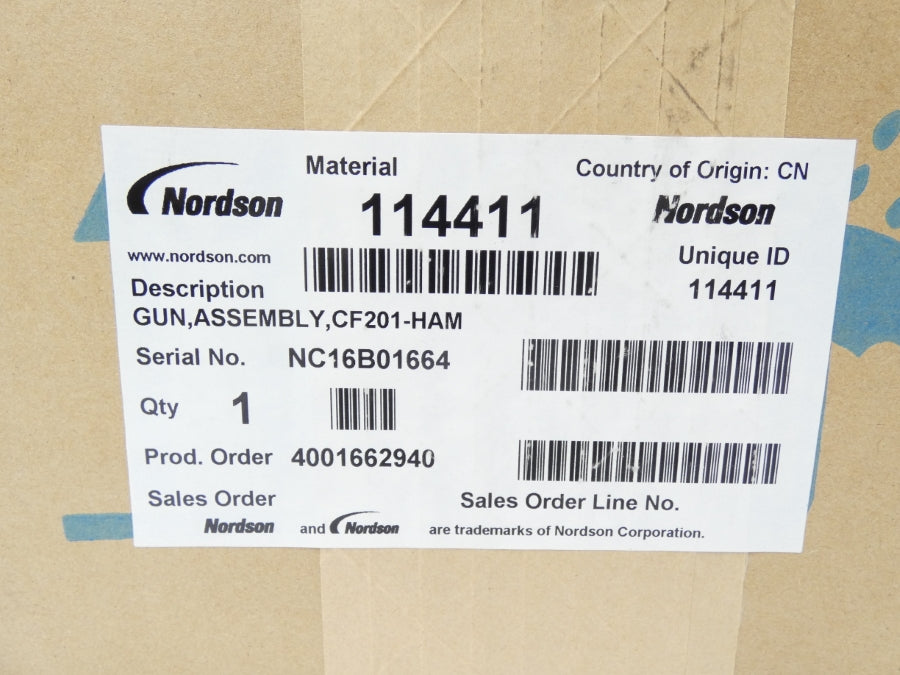 Nordson
Material
Country of Origin: CN
114411
Nordson
www.nordson.com
Unique ID
Description
114411
GUN,ASSEMBLY,CF201-HAM
Serial No. NC16B01664
Qty 1
Prod. Order 4001662940
Sales Order
Sales Order Line No.
Nordson and Nordson are trademarks of Nordson Corporation.